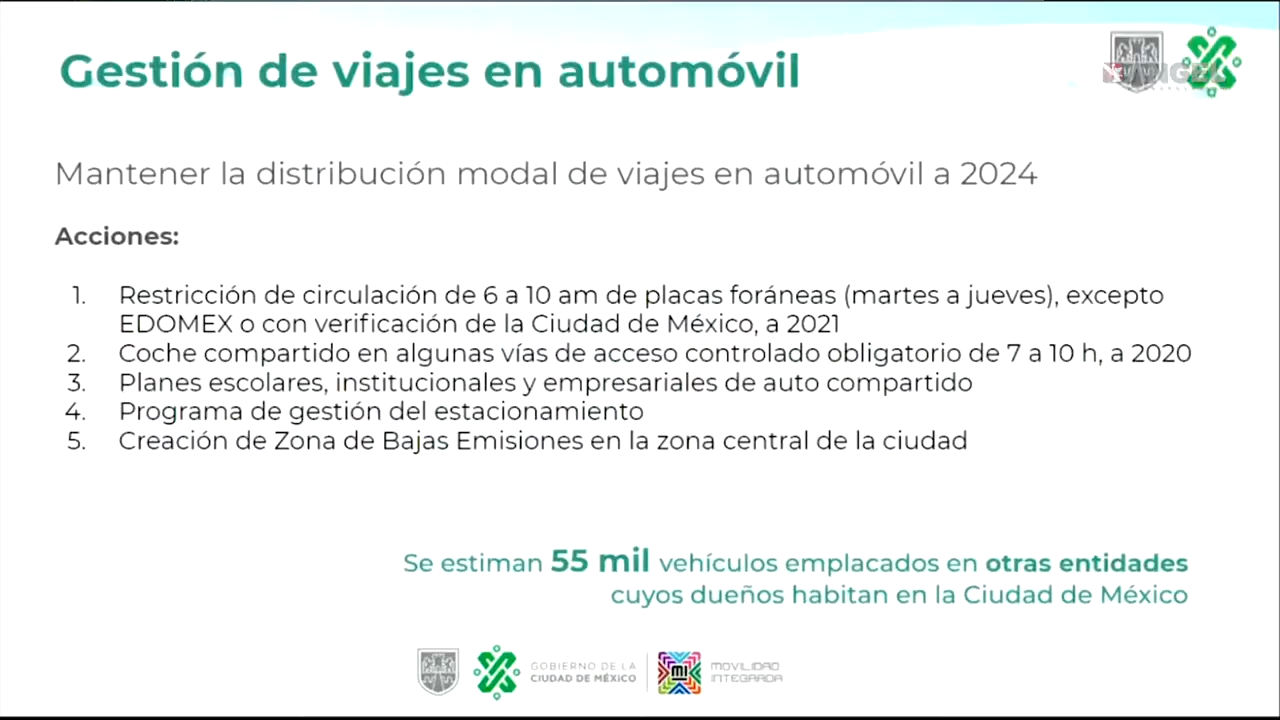 Gestión de viajes en automóvil
Mantener la distribución modal de viajes en automóvil a 2024
Acciones:
1. Restricción de circulación de 6 a 10 am de placas foráneas (martes a jueves), excepto
EDOMEX o con verificación de la Ciudad de México, a 2021
2. Coche compartido en algunas vías de acceso controlado obligatorio de 7 a 10 h, a 2020
3. Planes escolares, institucionales y empresariales de auto compartido
4. Programa de gestión del estacionamiento
5. Creación de Zona de Bajas Emisiones en la zona central de la ciudad
Se estiman 55 mil vehículos emplacados en otras entidades
cuyos dueños habitan en la Ciudad de México
GOBIERNO DE LA
CIUDAD DE MÉXICO
MI
MOVILIDAD
INTEGRADA